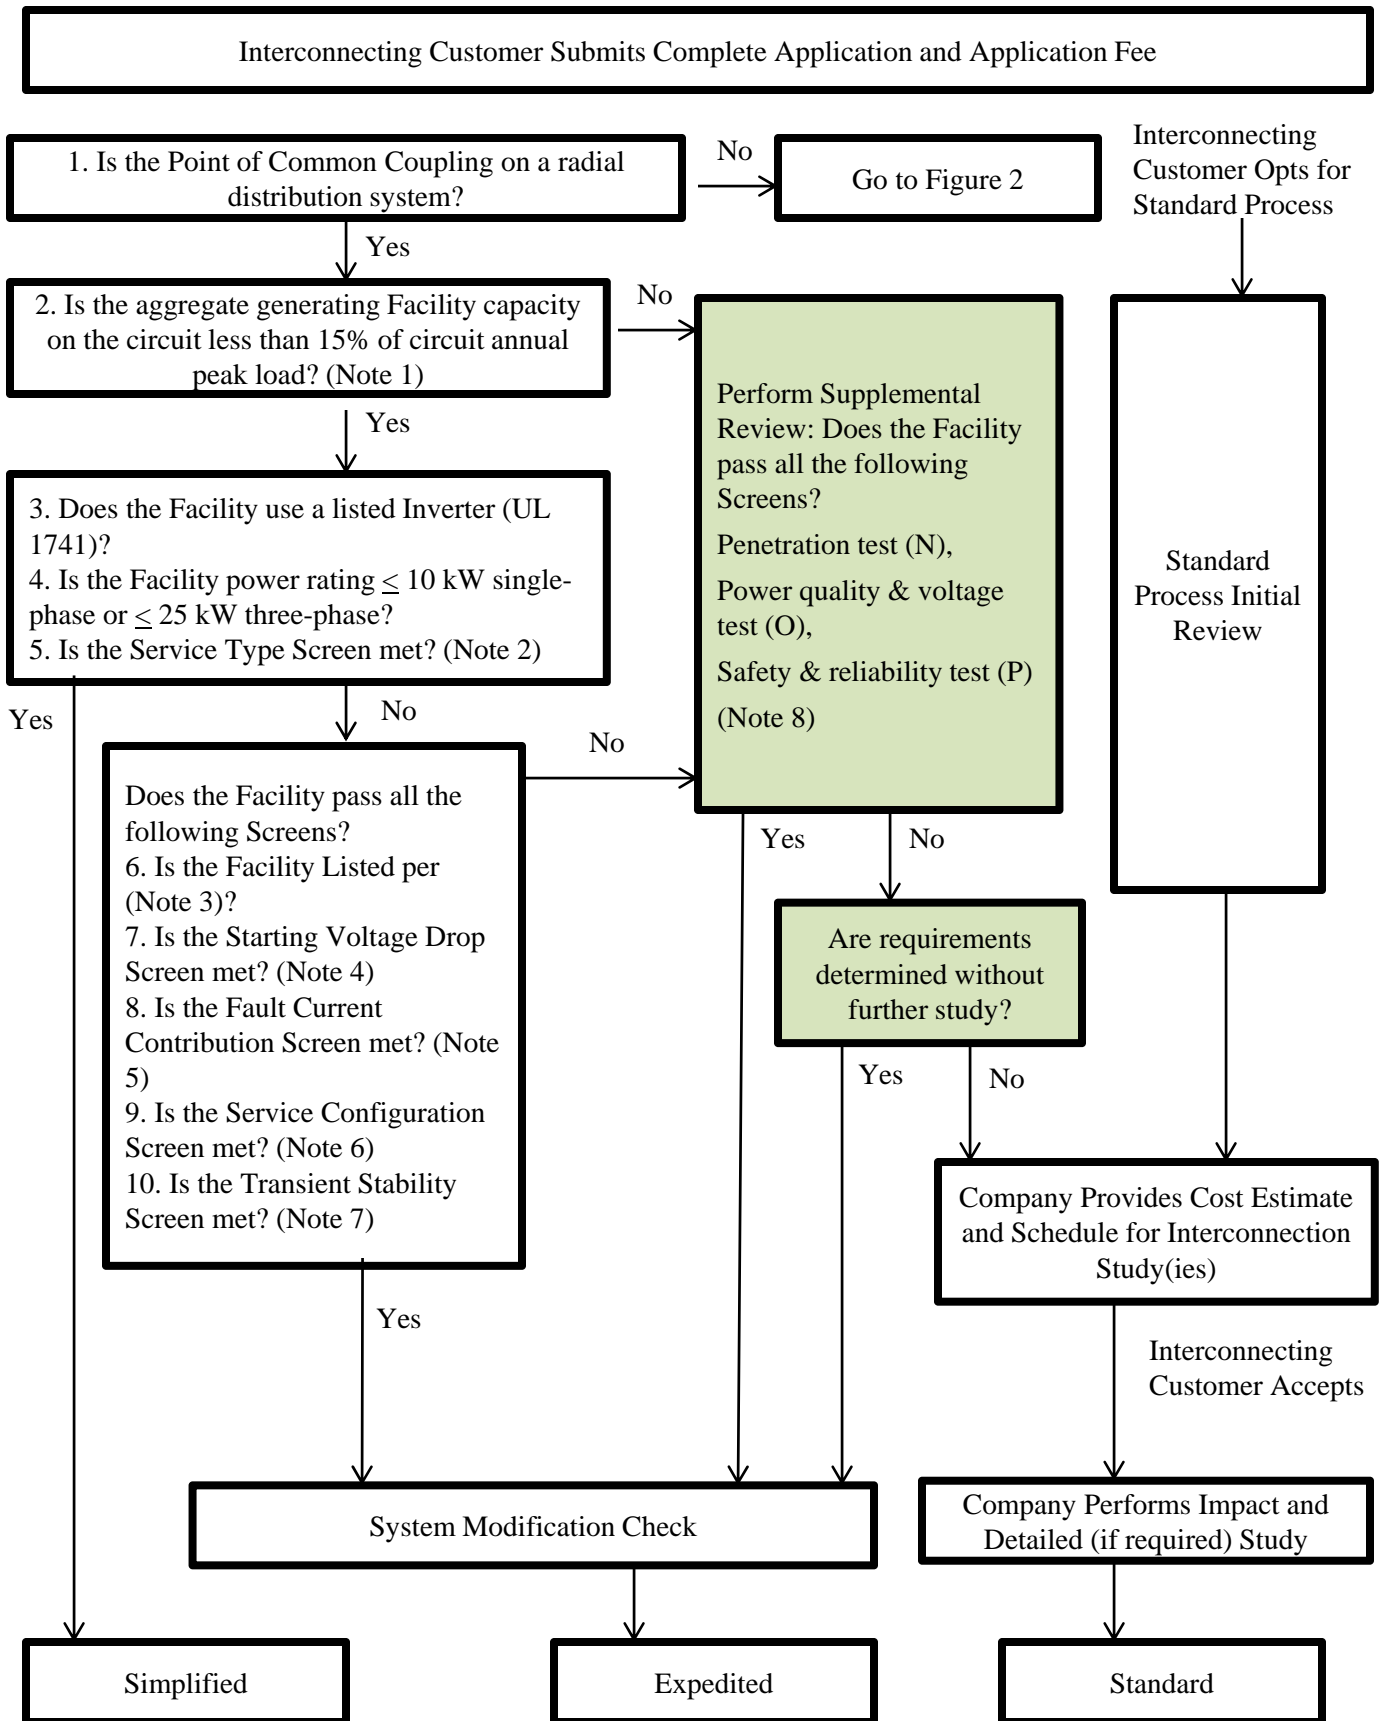 Interconnecting Customer Submits Complete Application and Application Fee
1. Is the Point of Common Coupling on a radial
distribution system?
No
Go to Figure 2
Interconnecting
Customer Opts for
Standard Process
Yes
2. Is the aggregate generating Facility capacity
on the circuit less than 15% of circuit annual
peak load? (Note 1)
No
Yes
3. Does the Facility use a listed Inverter (UL
1741)?
4. Is the Facility power rating ≤ 10 kW single-
phase or ≤ 25 kW three-phase?
5. Is the Service Type Screen met? (Note 2)
Perform Supplemental
Review: Does the Facility
pass all the following
Screens?
Penetration test (N),
Power quality & voltage
test (O),
Safety & reliability test (P)
(Note 8)
Standard
Process Initial
Review
Yes
No
No
Does the Facility pass all the
following Screens?
6. Is the Facility Listed per
(Note 3)?
7. Is the Starting Voltage Drop
Screen met? (Note 4)
8. Is the Fault Current
Contribution Screen met? (Note
5)
9. Is the Service Configuration
Screen met? (Note 6)
10. Is the Transient Stability
Screen met? (Note 7)
Yes
No
Are requirements
determined without
further study?
Yes
No
Company Provides Cost Estimate
and Schedule for Interconnection
Study(ies)
Yes
Interconnecting
Customer Accepts
System Modification Check
Company Performs Impact and
Detailed (if required) Study
Simplified
Expedited
Standard